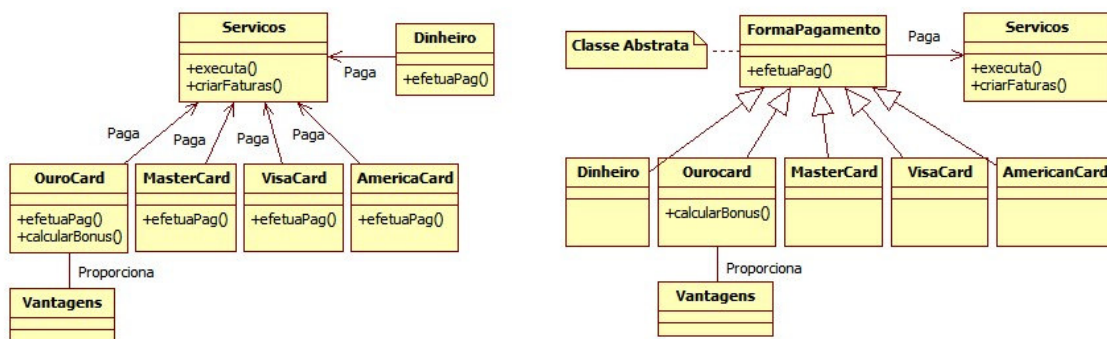 Servicos
+executa()
+criarFaturas()
Dinheiro
+efetuaPag()
Paga
Paga
Paga
Paga
Paga
OuroCard
+efetuaPag()
+calcularBonus()
MasterCard
+efetuaPag()
VisaCard
+efetuaPag()
AmericaCard
+efetuaPag()
Proporciona
Vantagens
Classe Abstrata
FormaPagamento
+efetuaPag()
Paga
Servicos
+executa()
+criarFaturas()
Dinheiro
Ourocard
+calcularBonus()
MasterCard
VisaCard
AmericanCard
Proporciona
Vantagens